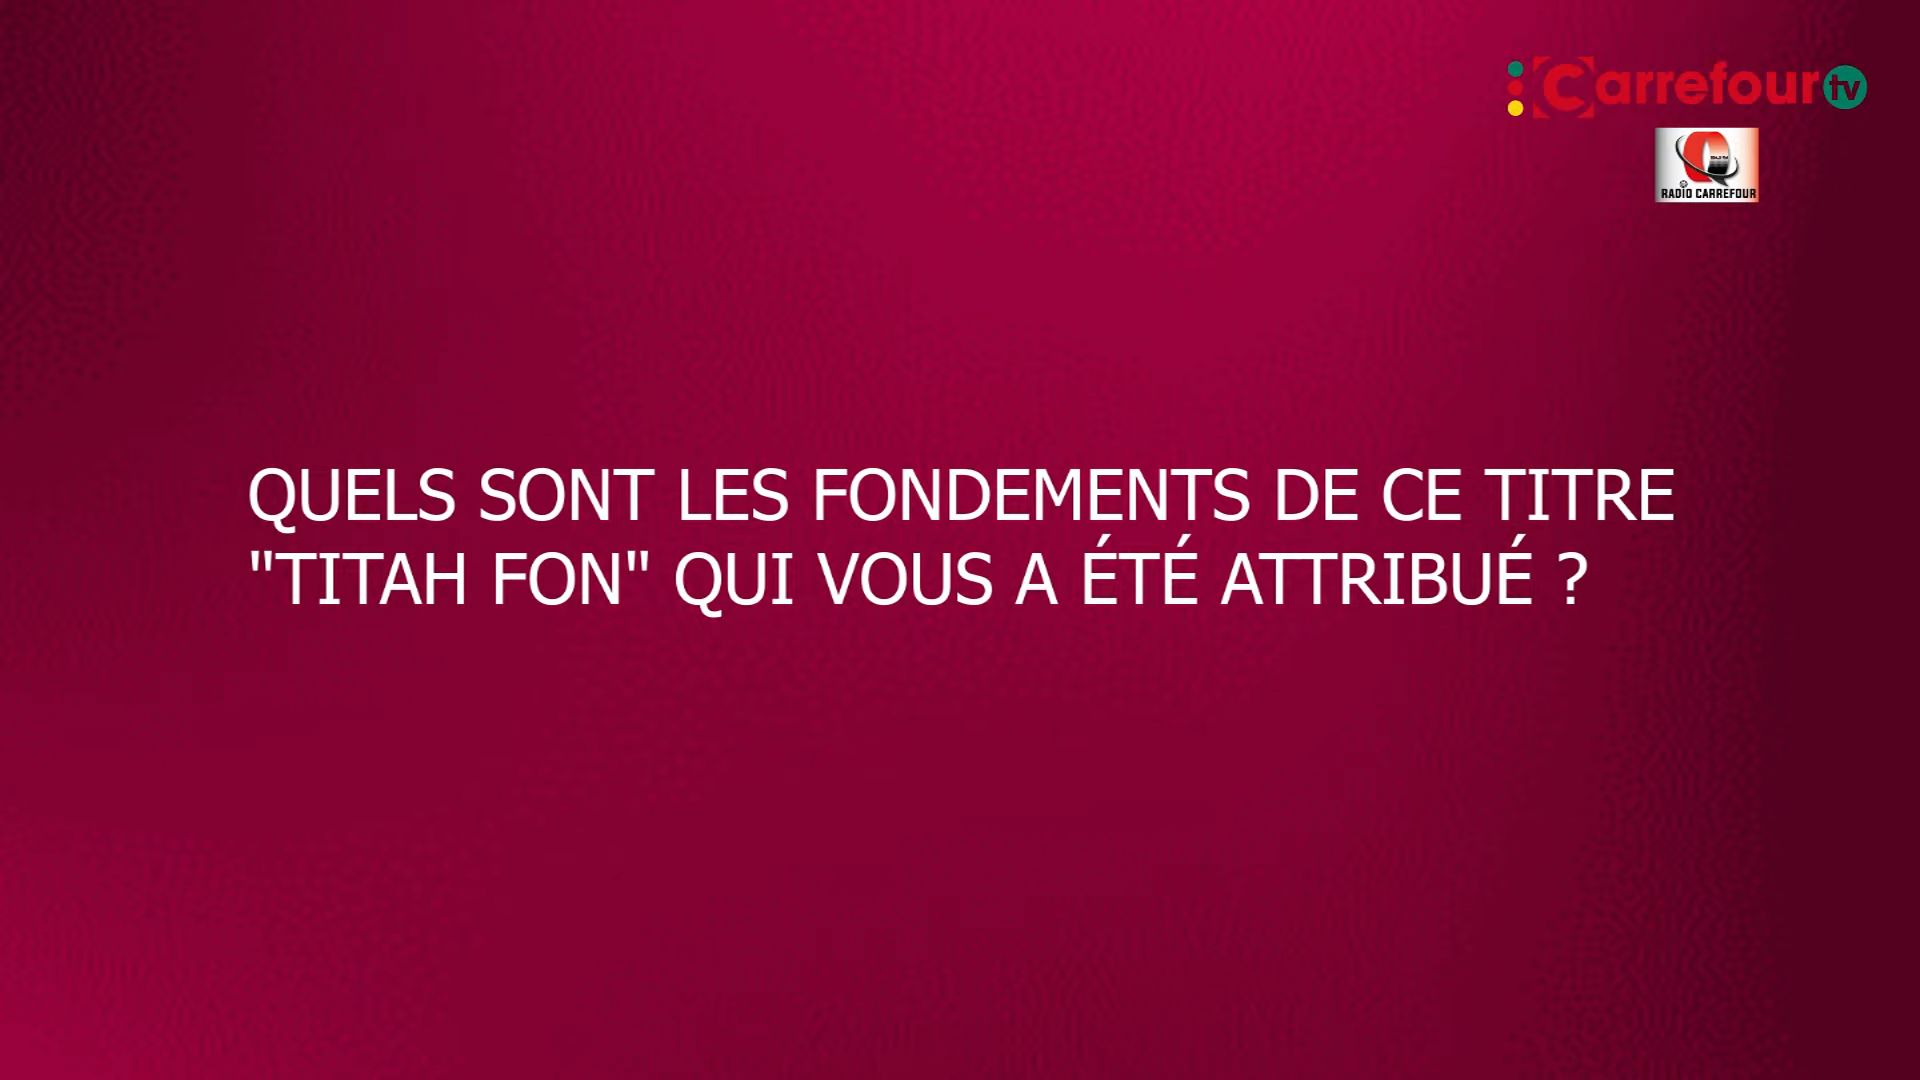 Carrefour tv
RADIO CARREFOUR
QUELS SONT LES FONDEMENTS DE CE TITRE
"TITAH FON" QUI VOUS A ÉTÉ ATTRIBUÉ ?